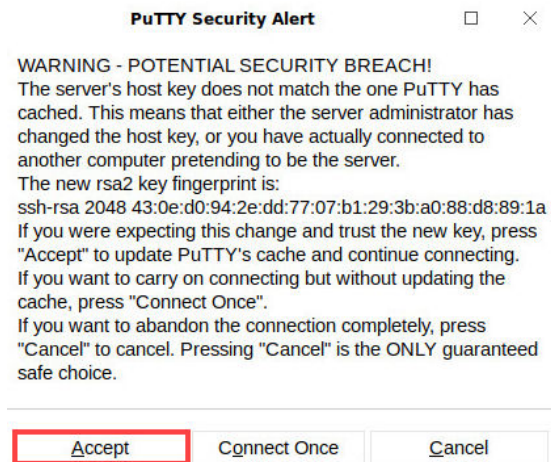 PuTTY Security Alert
WARNING - POTENTIAL SECURITY BREACH!
The server's host key does not match the one PuTTY has
cached. This means that either the server administrator has
changed the host key, or you have actually connected to
another computer pretending to be the server.
The new rsa2 key fingerprint is:
ssh-rsa 2048 43:0e:d0:94:2e:dd:77:07:b1:29:3b:a0:88:d8:89:1a
If you were expecting this change and trust the new key, press
"Accept" to update PuTTY's cache and continue connecting.
If you want to carry on connecting but without updating the
cache, press "Connect Once".
If you want to abandon the connection completely, press
"Cancel" to cancel. Pressing "Cancel" is the ONLY guaranteed
safe choice.
Accept Connect Once Cancel